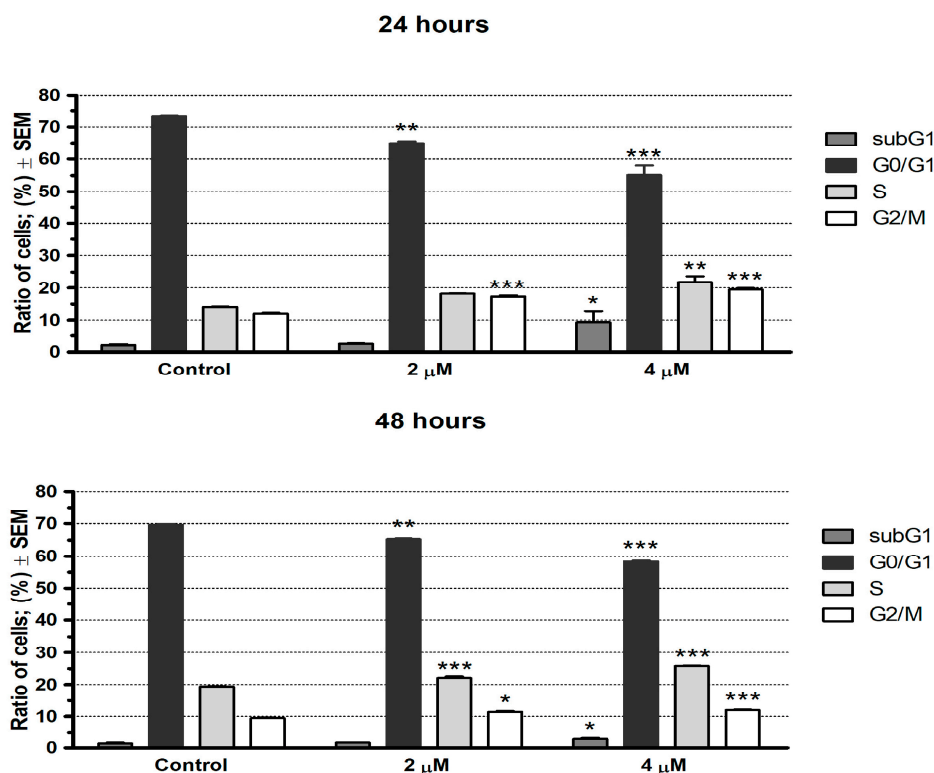 24 hours
Ratio of cells; (%) ± SEM
80
70
60
50
40
30
20
10
0
**
***
*
**
***
***
Control
2 μM
4 μM
subG1
G0/G1
S
G2/M
48 hours
Ratio of cells; (%) ± SEM
80
70
60
50
40
30
20
10
0
**
***
*
***
*
***
***
Control
2 μM
4 μM
subG1
G0/G1
S
G2/M